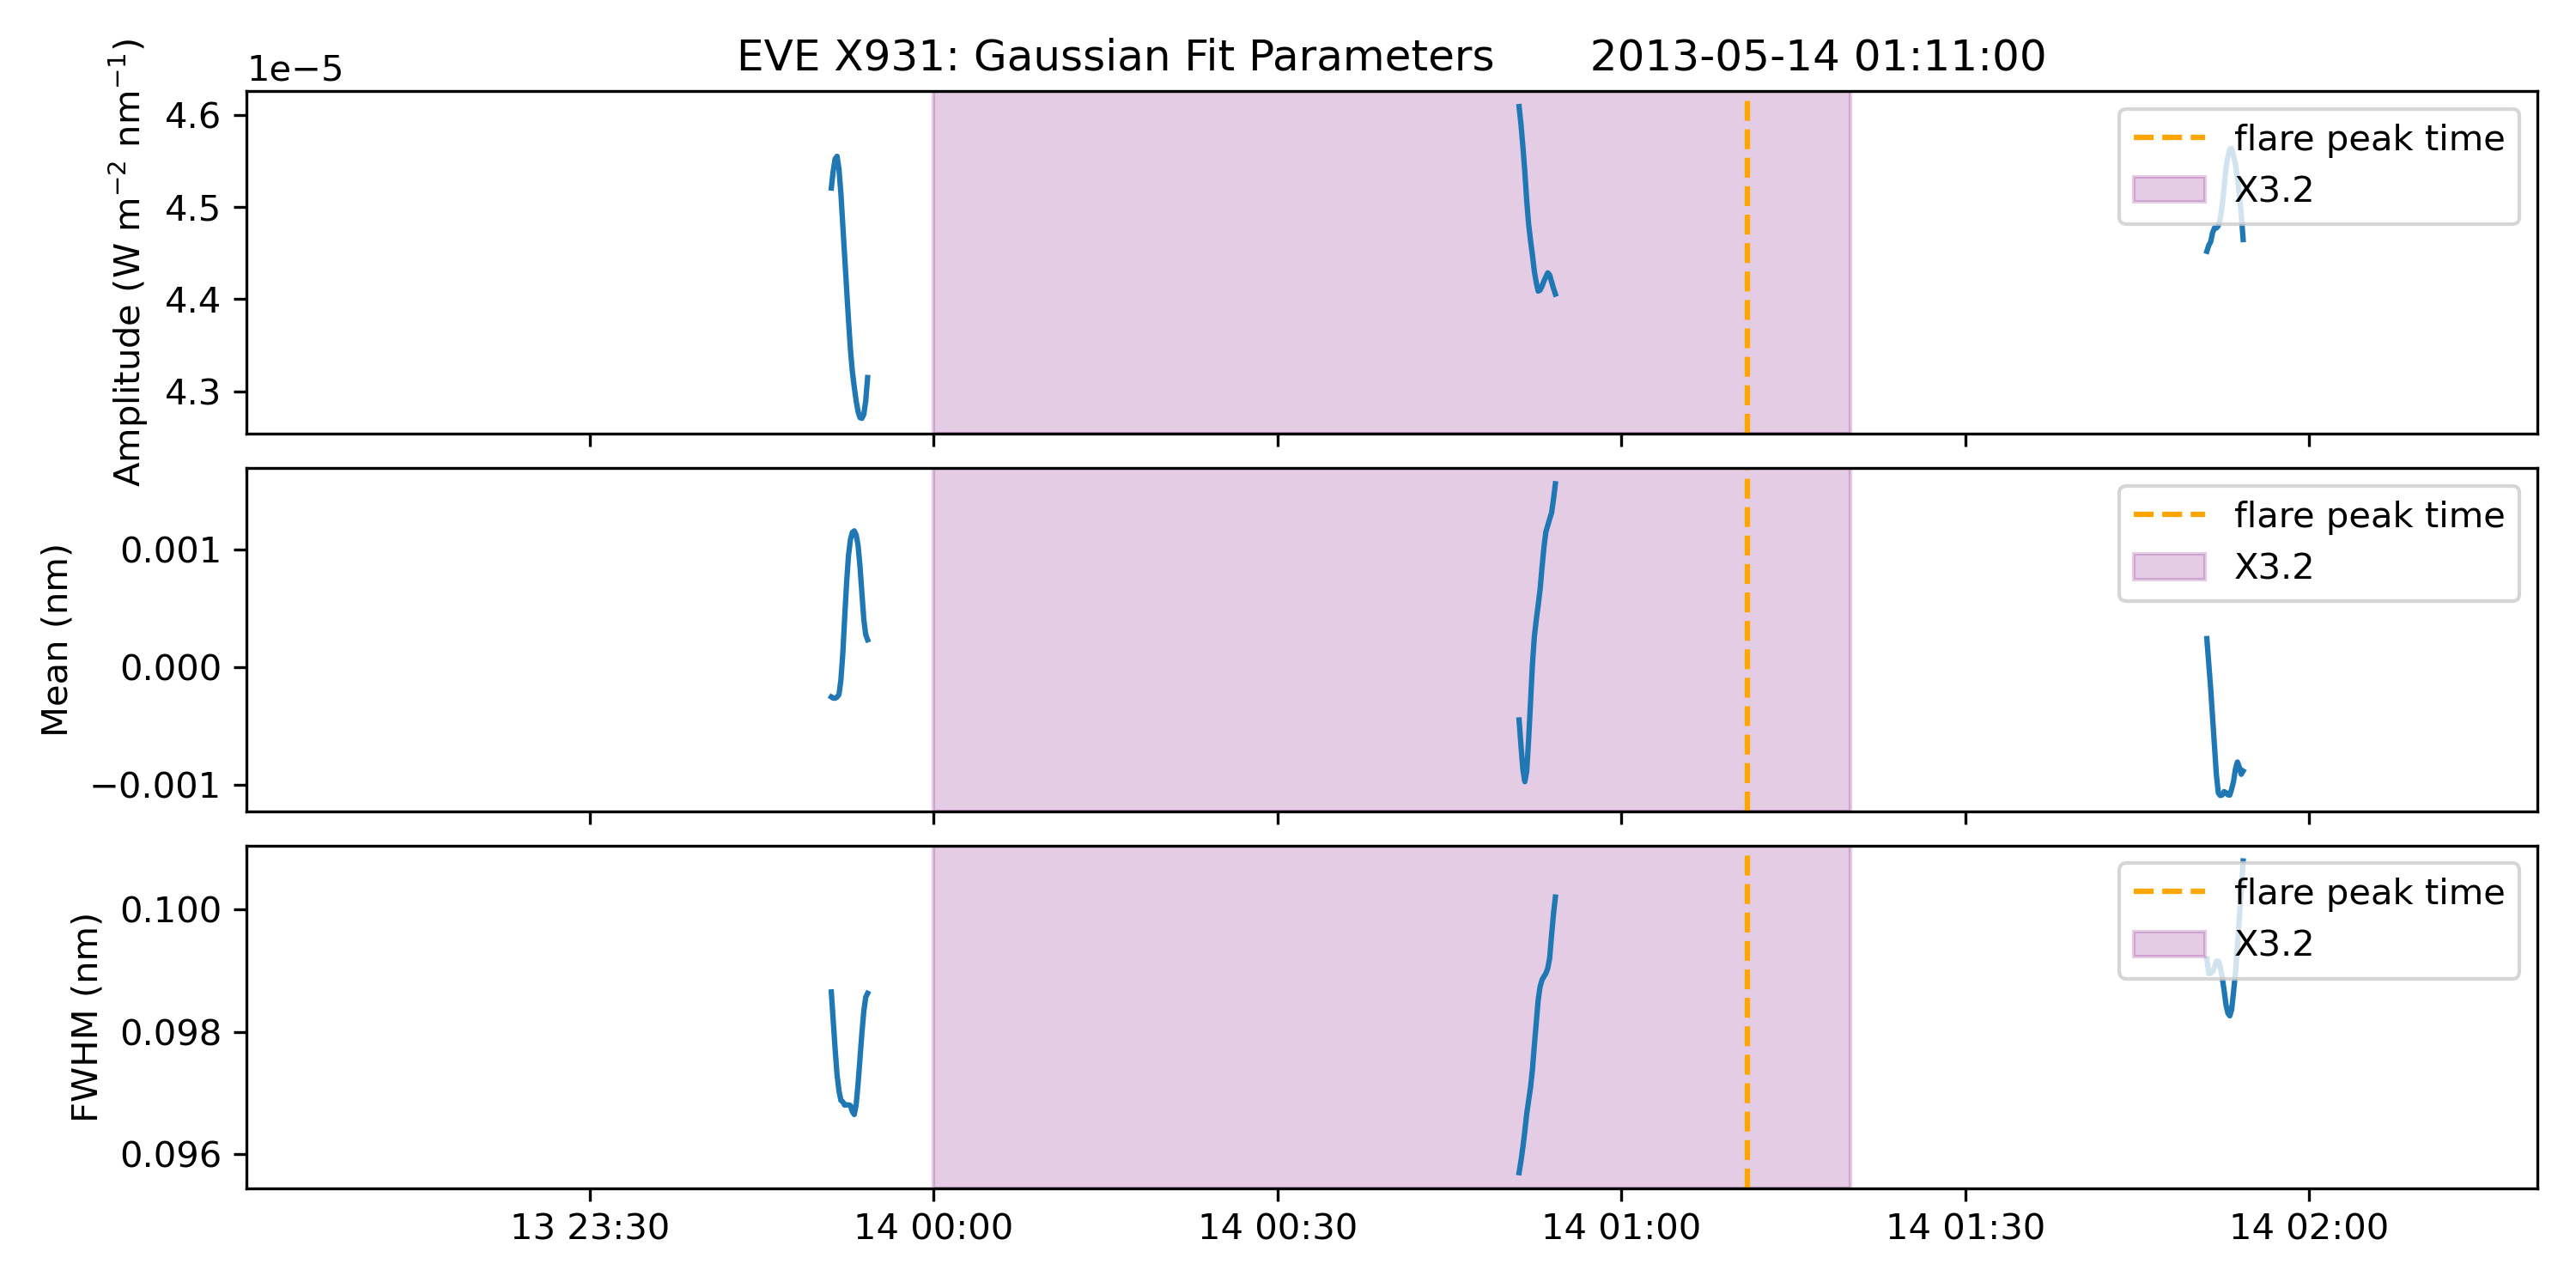 EVE X931: Gaussian Fit Parameters 2013-05-14 01:11:00
1e−5
Amplitude (W m⁻² nm⁻¹)
4.6
4.5
4.4
4.3
flare peak time
X3.2
Mean (nm)
0.001
0.000
−0.001
flare peak time
X3.2
FWHM (nm)
0.100
0.098
0.096
flare peak time
X3.2
13 23:30 14 00:00 14 00:30 14 01:00 14 01:30 14 02:00